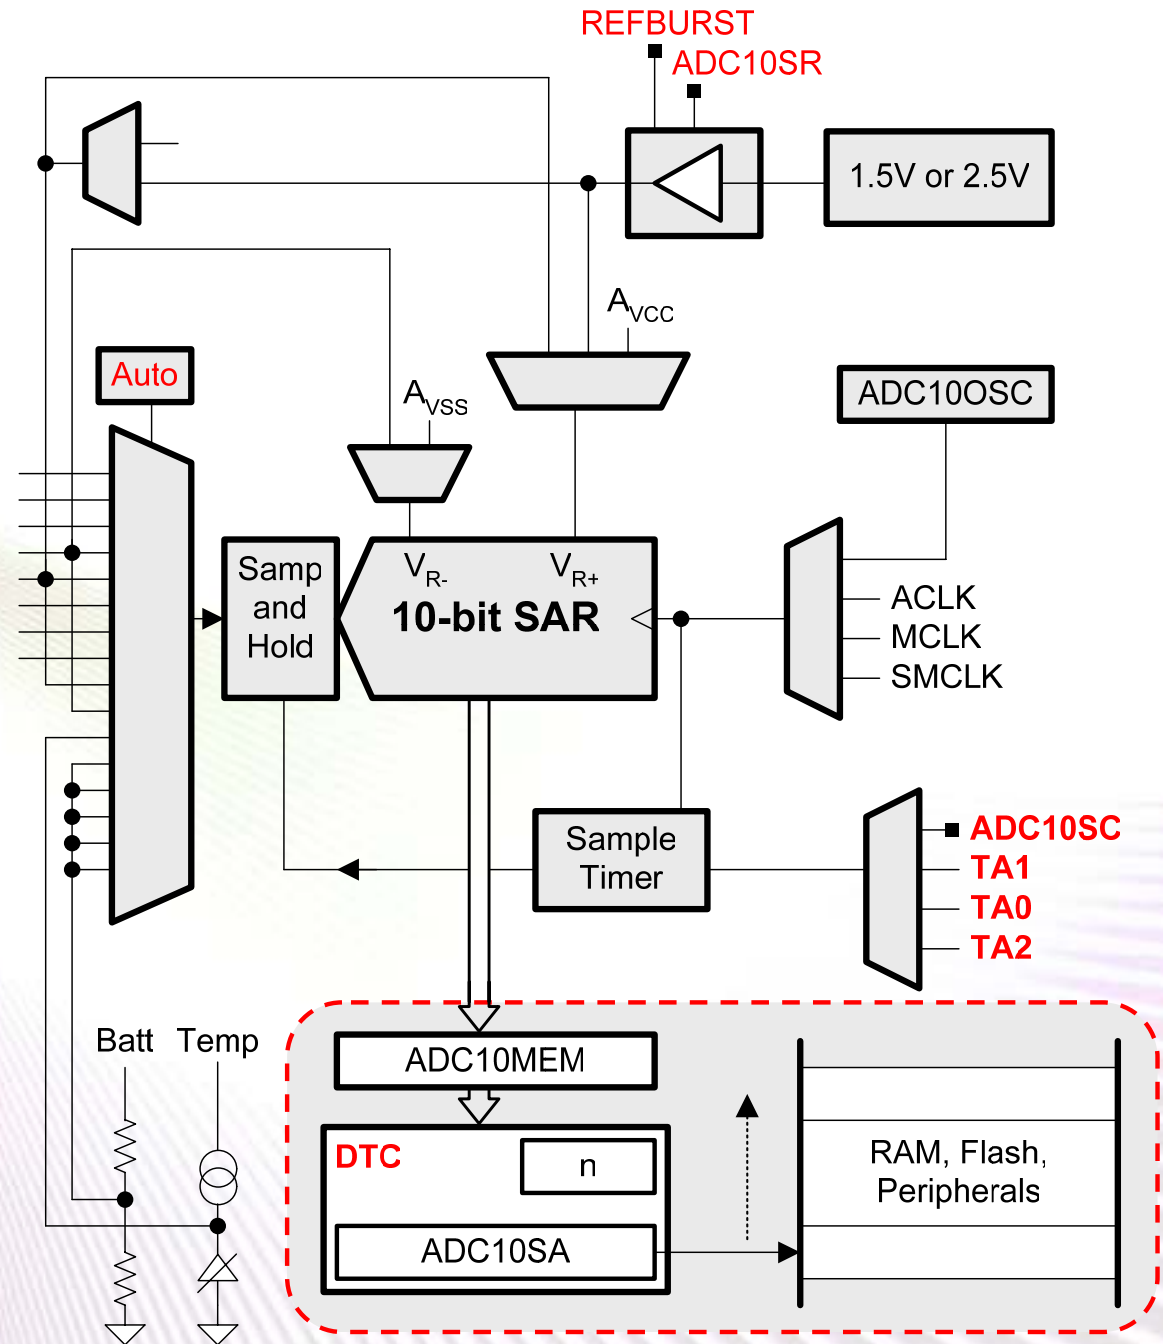 REFBURST
ADC10SR
1.5V or 2.5V
AVCC
Auto
AVSS
ADC10OSC
Samp
and
Hold
VR-
VR+
10-bit SAR
ACLK
MCLK
SMCLK
Sample
Timer
ADC10SC
TA1
TA0
TA2
Batt
Temp
ADC10MEM
DTC
n
ADC10SA
RAM, Flash,
Peripherals